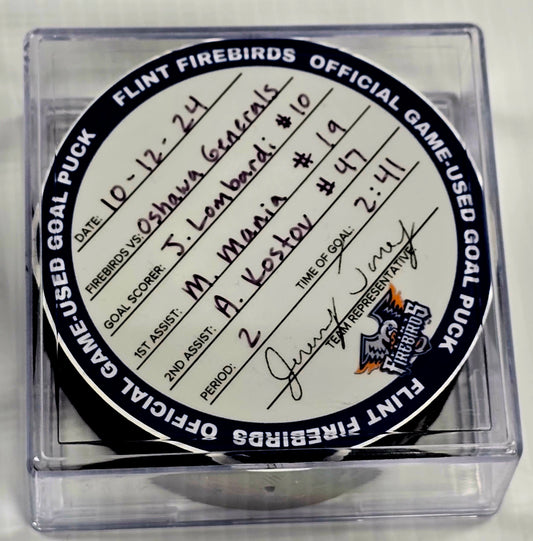 FLINT FIREBIRDS OFFICIAL GAME-USED GOAL PUCK
FLINT FIREBIRDS OFFICIAL GAME-USED GOAL PUCK
DATE: 10-12-24
FIREBIRDS VS: Oshawa Generals
GOAL SCORER: J. Lombardi #10
1ST ASSIST: M. Mania #19
2ND ASSIST: A. Kostov #47
PERIOD: 2 TIME OF GOAL: 2:41
TEAM REPRESENTATIVE
FIREBIRDS